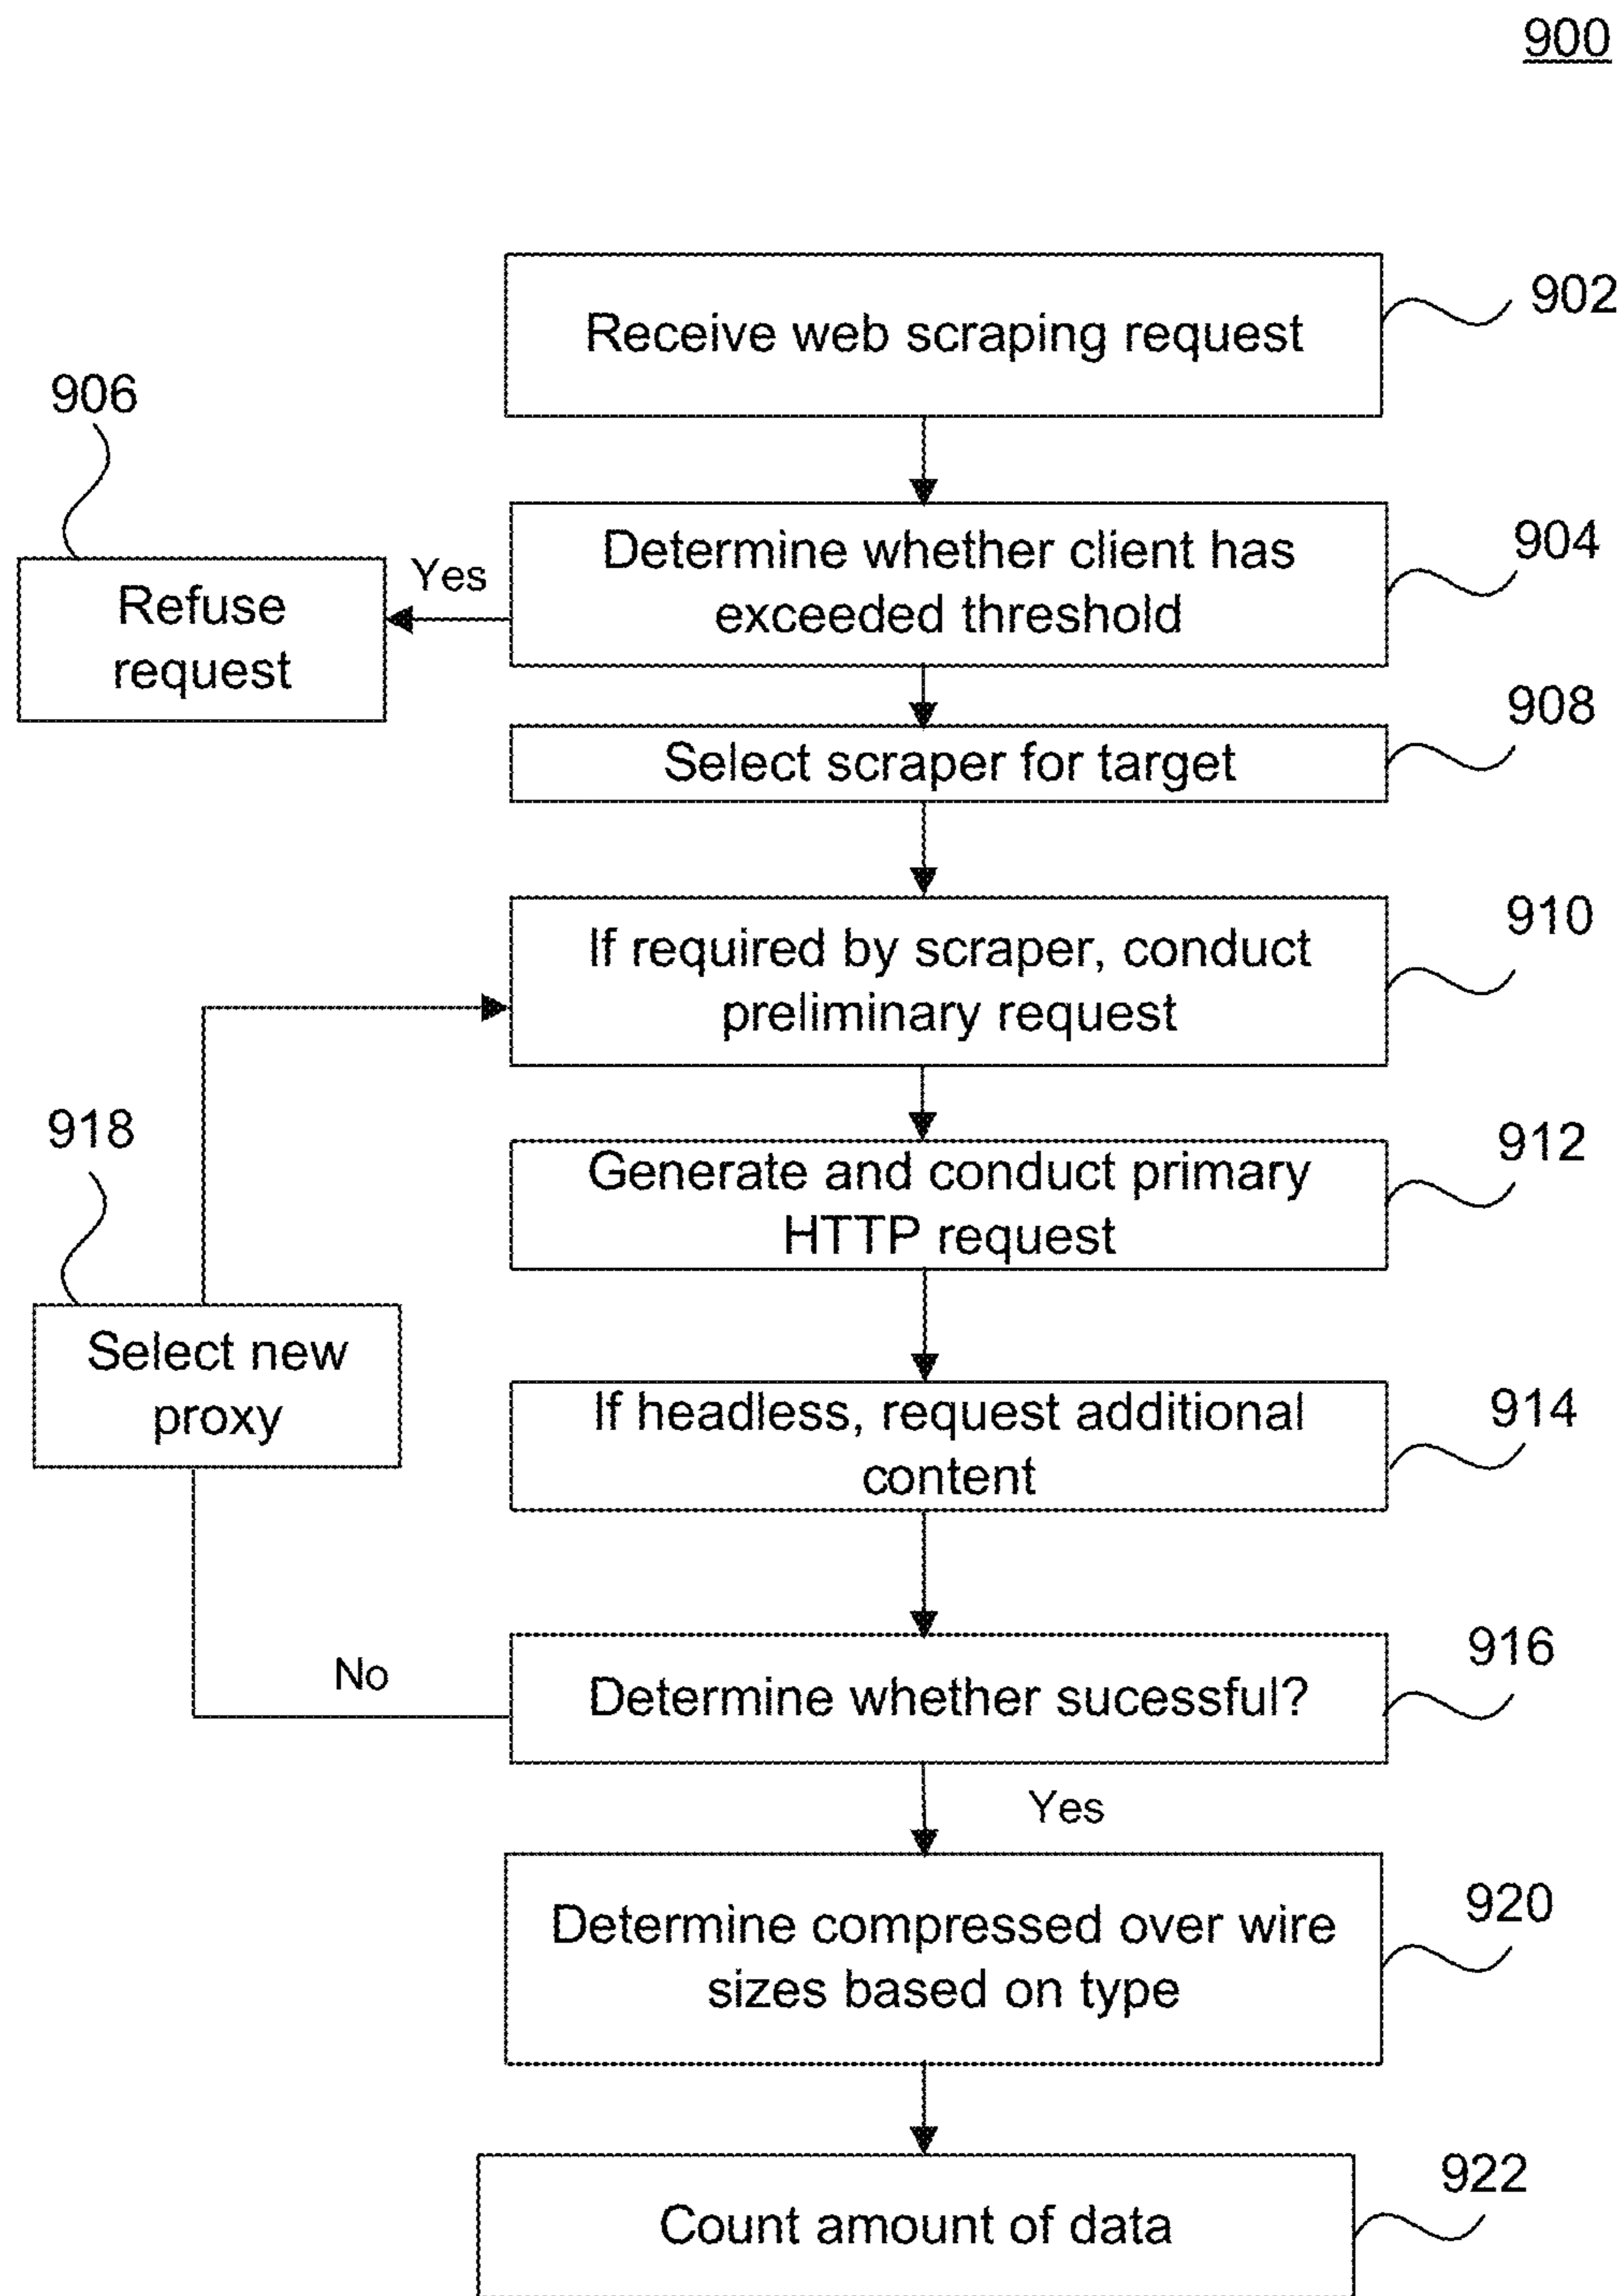 900
Receive web scraping request
902
906
Determine whether client has
exceeded threshold
904
Yes
Refuse
request
Select scraper for target
908
If required by scraper, conduct
preliminary request
910
918
Generate and conduct primary
HTTP request
912
Select new
proxy
If headless, request additional
content
914
No
Determine whether sucessful?
916
Yes
Determine compressed over wire
sizes based on type
920
Count amount of data
922